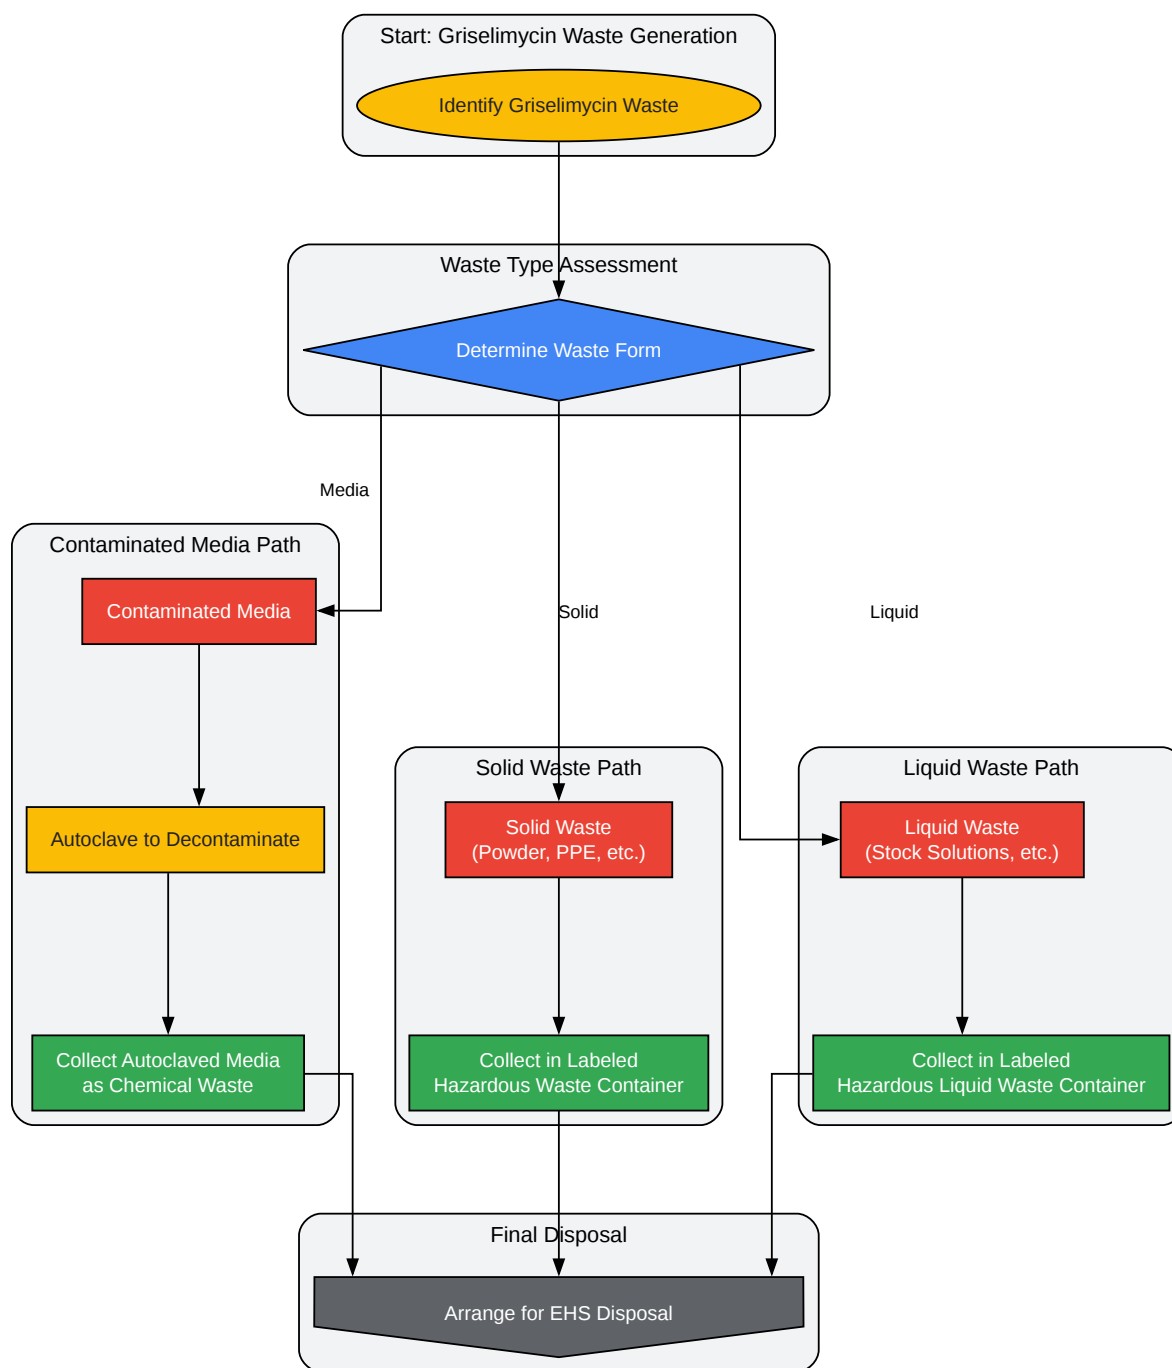 Start: Griselimycin Waste Generation
Identify Griselimycin Waste
Waste Type Assessment
Determine Waste Form
Media
Solid
Liquid
Contaminated Media Path
Contaminated Media
Autoclave to Decontaminate
Collect Autoclaved Media
as Chemical Waste
Solid Waste Path
Solid Waste
(Powder, PPE, etc.)
Collect in Labeled
Hazardous Waste Container
Liquid Waste Path
Liquid Waste
(Stock Solutions, etc.)
Collect in Labeled
Hazardous Liquid Waste Container
Final Disposal
Arrange for EHS Disposal